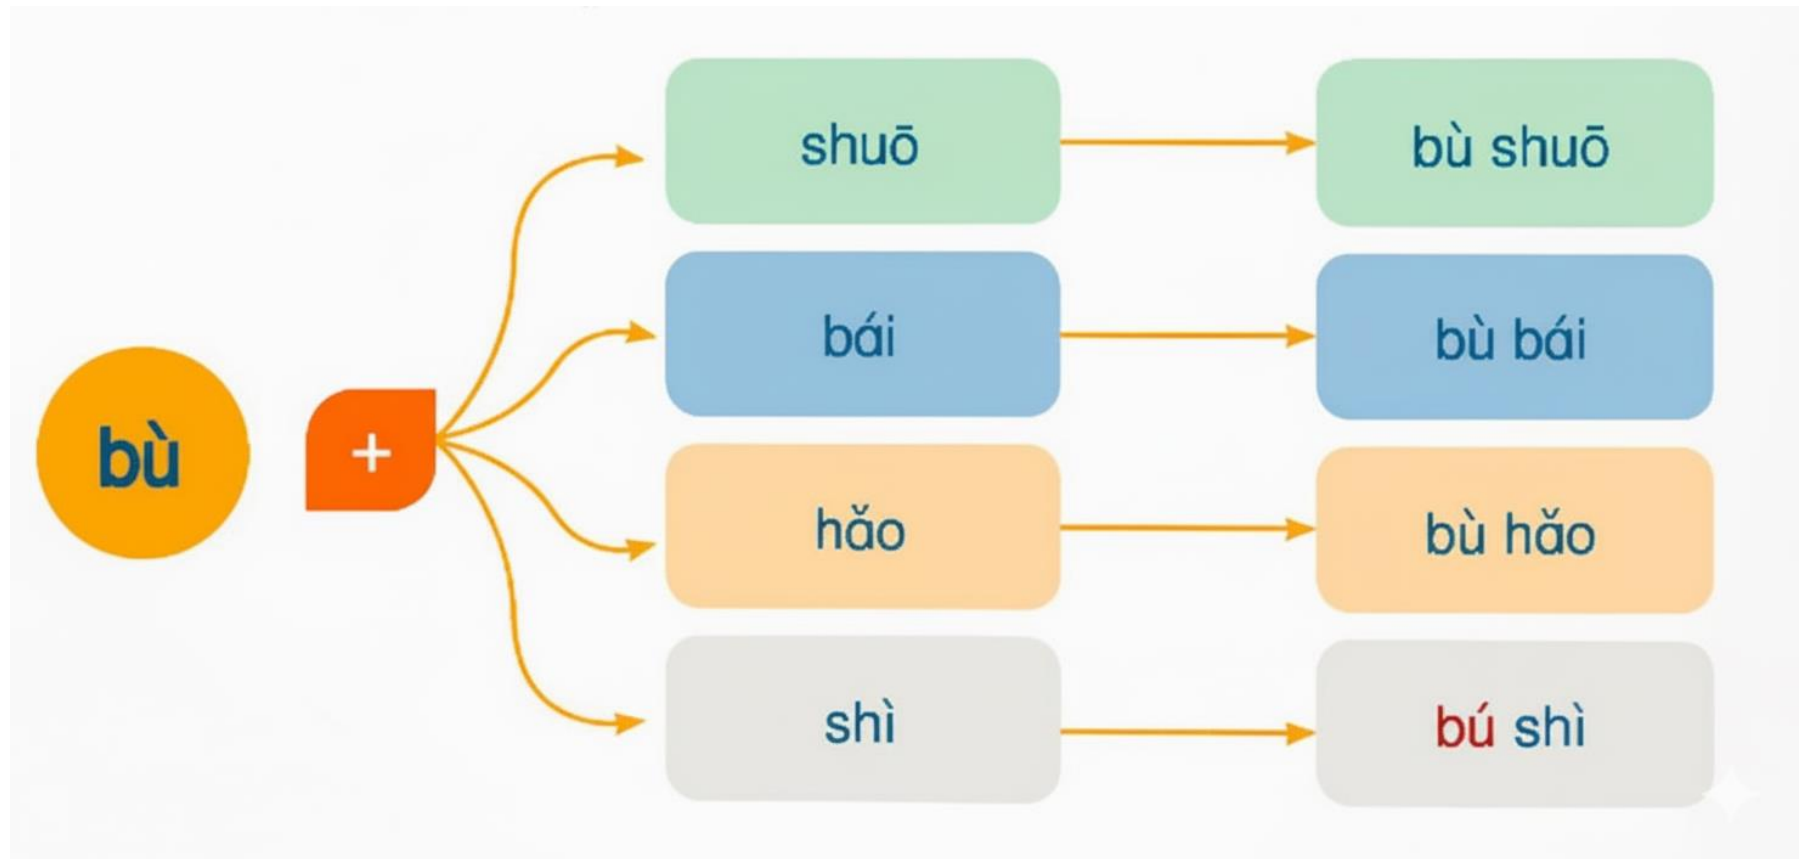 bù
+
shuō
bù shuō
bái
bù bái
hǎo
bù hǎo
shì
bú shì